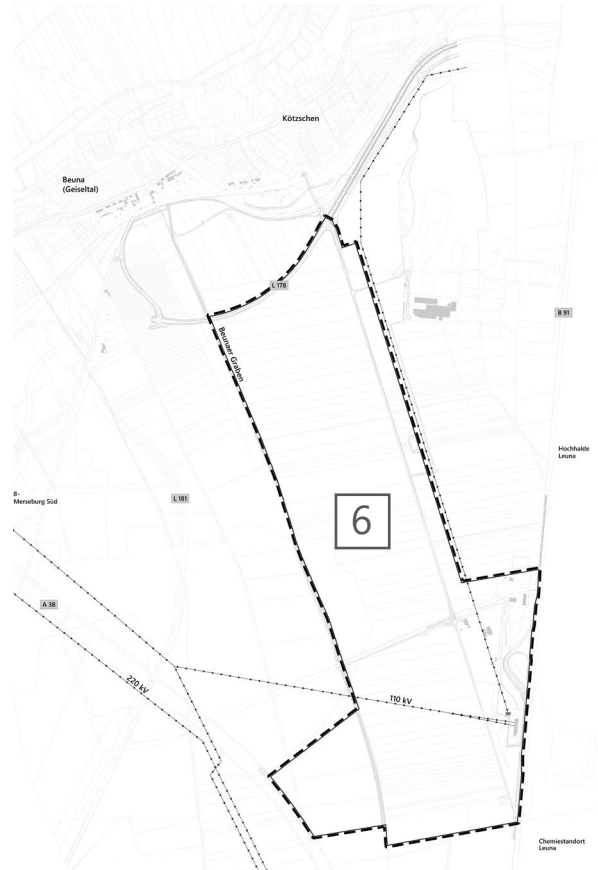 Kötzschen
Beuna
(Geiseltal)
L 178
B 91
Beunaer Graben
Hochhalde
Leuna
8-
Merseburg Süd
L 181
6
A 38
220 kV
110 kV
Chemiestandort
Leuna